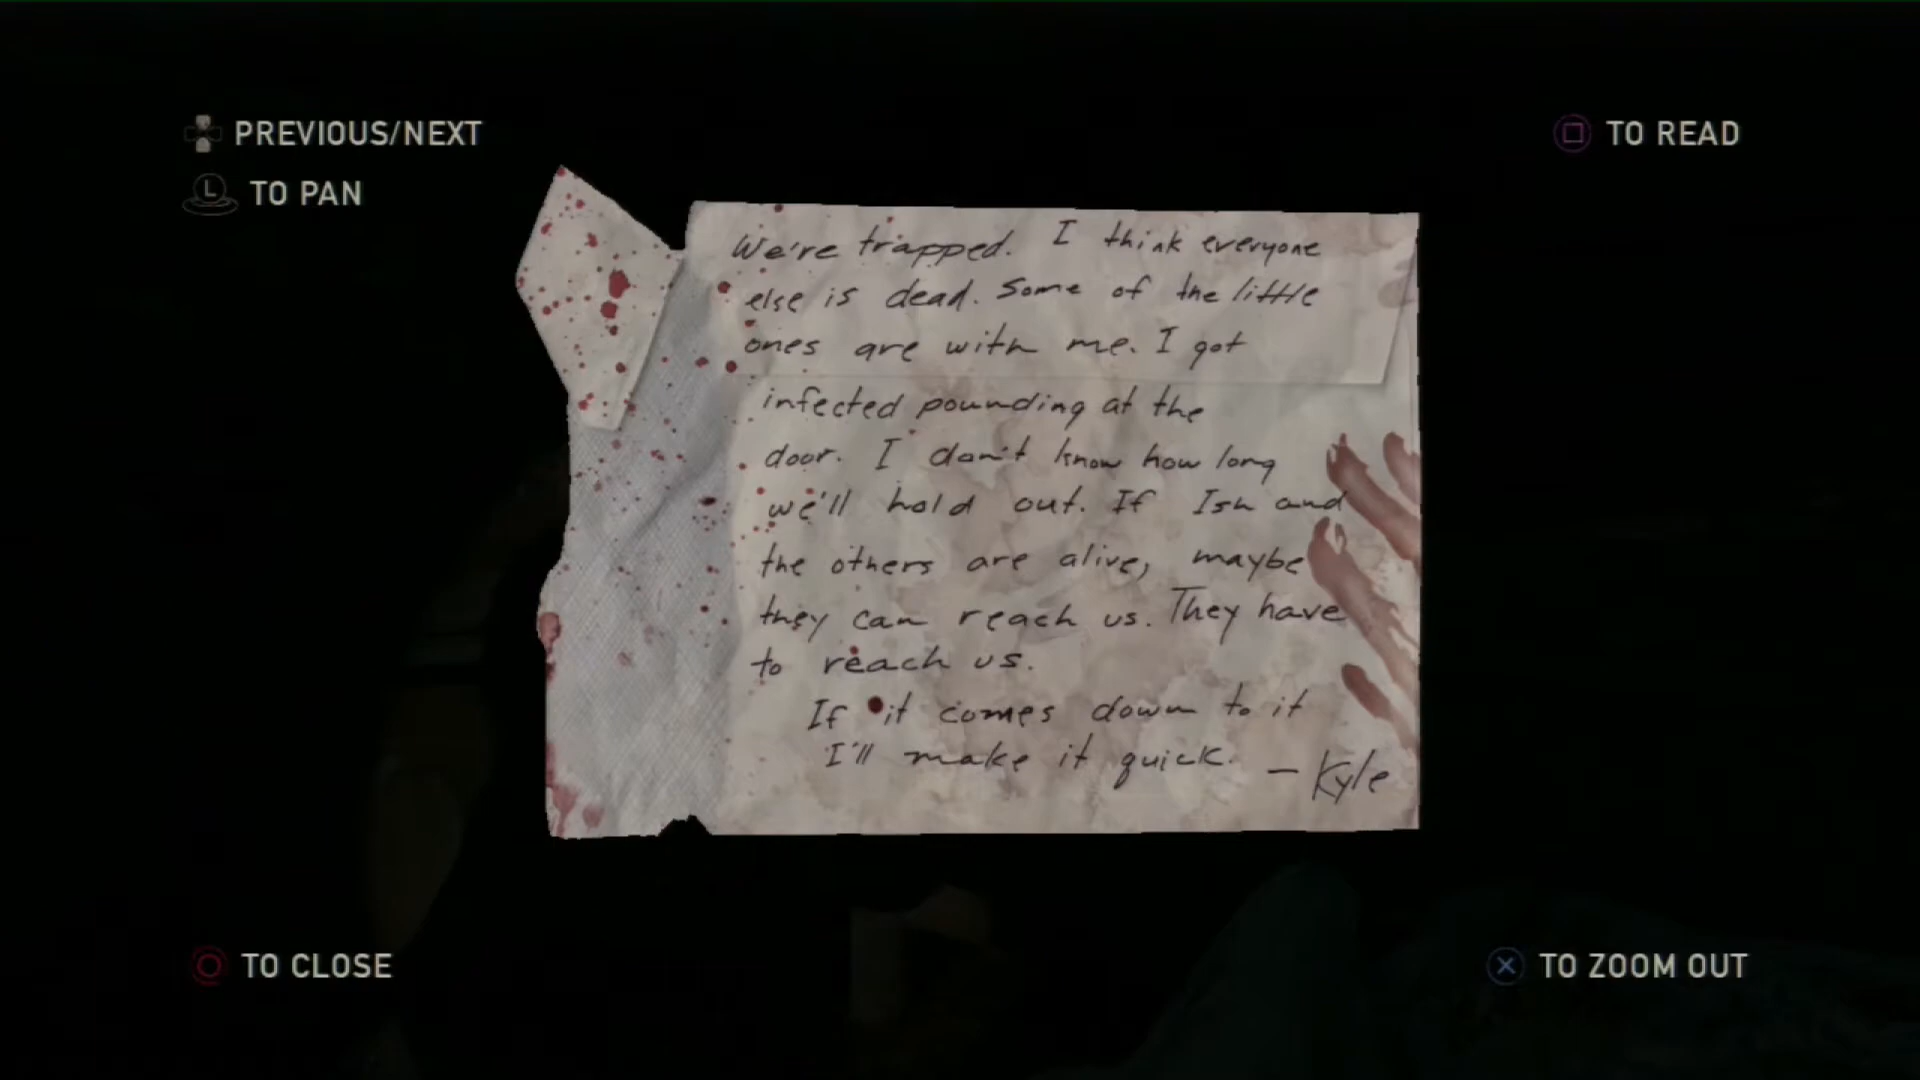 PREVIOUS/NEXT
L TO PAN
TO READ
We're trapped. I think everyone
else is dead. Some of the little
ones are with me. I got
infected pounding at the
door. I don't know how long
we'll hold out. If Ish and
the others are alive, maybe
they can reach us. They have
to reach us.
If it comes down to it
I'll make it quick. – Kyle
TO CLOSE
TO ZOOM OUT